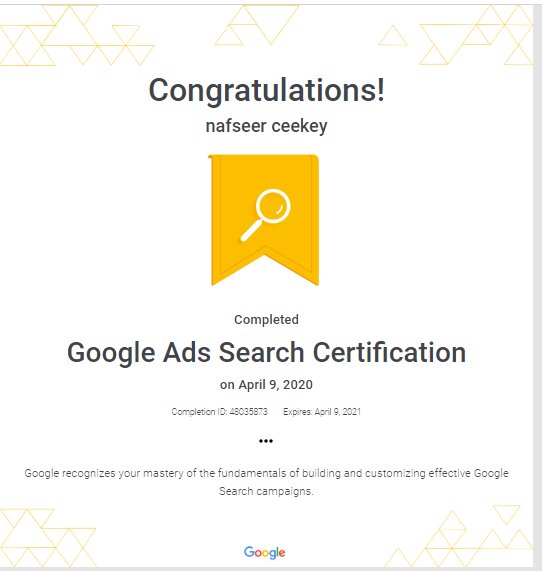 Congratulations!
nafseer ceekey
Completed
Google Ads Search Certification
on April 9, 2020
Completion ID: 48035873 Expires: April 9, 2021
•••
Google recognizes your mastery of the fundamentals of building and customizing effective Google
Search campaigns.
Google